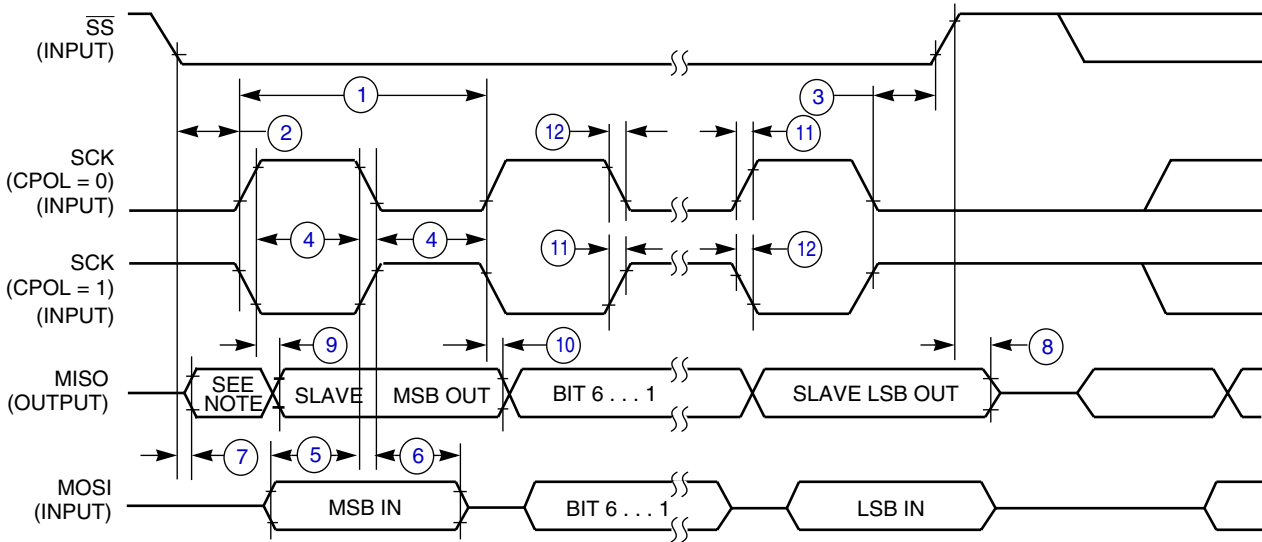 SS
(INPUT)
1
3
2
12
11
SCK
(CPOL = 0)
(INPUT)
4
4
11
12
SCK
(CPOL = 1)
(INPUT)
9
10
8
MISO
(OUTPUT)
SEE
NOTE
SLAVE
MSB OUT
BIT 6 . . . 1
SLAVE LSB OUT
7
5
6
MOSI
(INPUT)
MSB IN
BIT 6 . . . 1
LSB IN